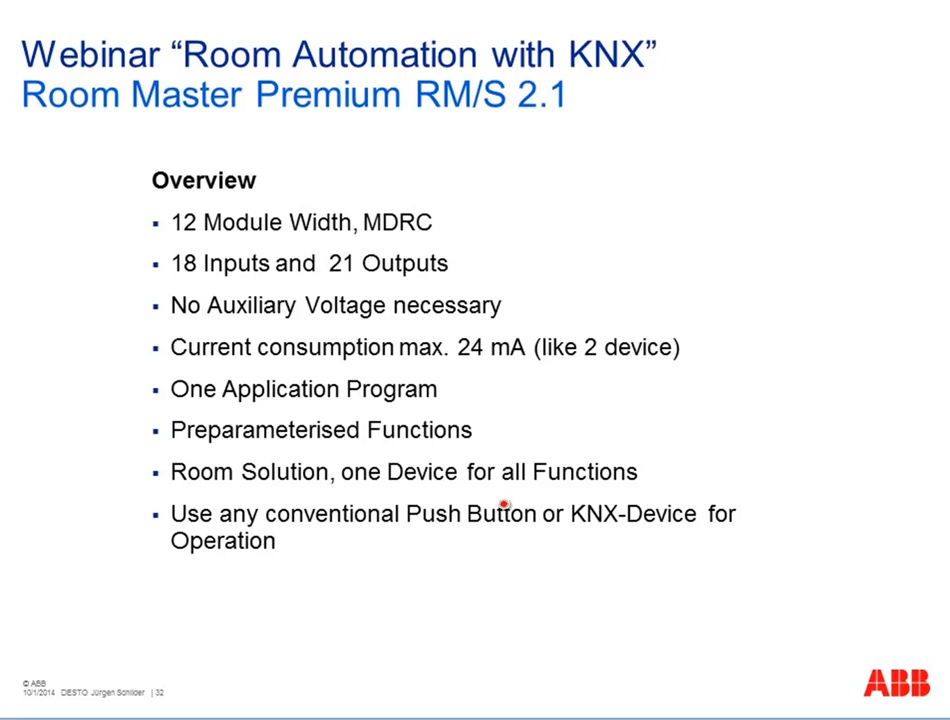 Webinar “Room Automation with KNX”
Room Master Premium RM/S 2.1
Overview
▪ 12 Module Width, MDRC
▪ 18 Inputs and 21 Outputs
▪ No Auxiliary Voltage necessary
▪ Current consumption max. 24 mA (like 2 device)
▪ One Application Program
▪ Preparameterised Functions
▪ Room Solution, one Device for all Functions
▪ Use any conventional Push Button or KNX-Device for
Operation
© ABB
10/1/2014 DESTO Jürgen Schilder | 32
ABB